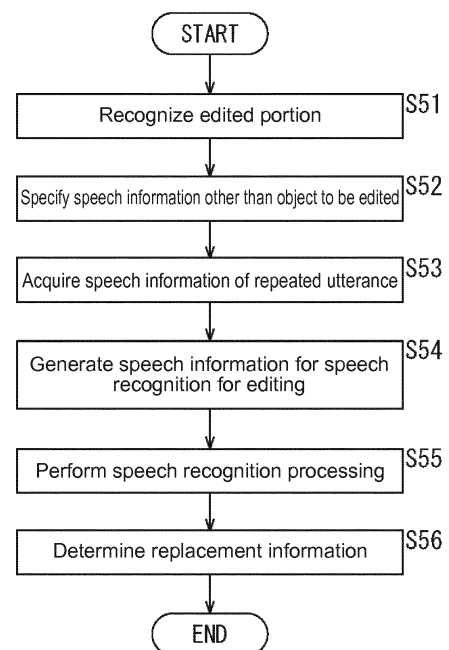 START
S51
Recognize edited portion
S52
Specify speech information other than object to be edited
S53
Acquire speech information of repeated utterance
S54
Generate speech information for speech
recognition for editing
S55
Perform speech recognition processing
S56
Determine replacement information
END